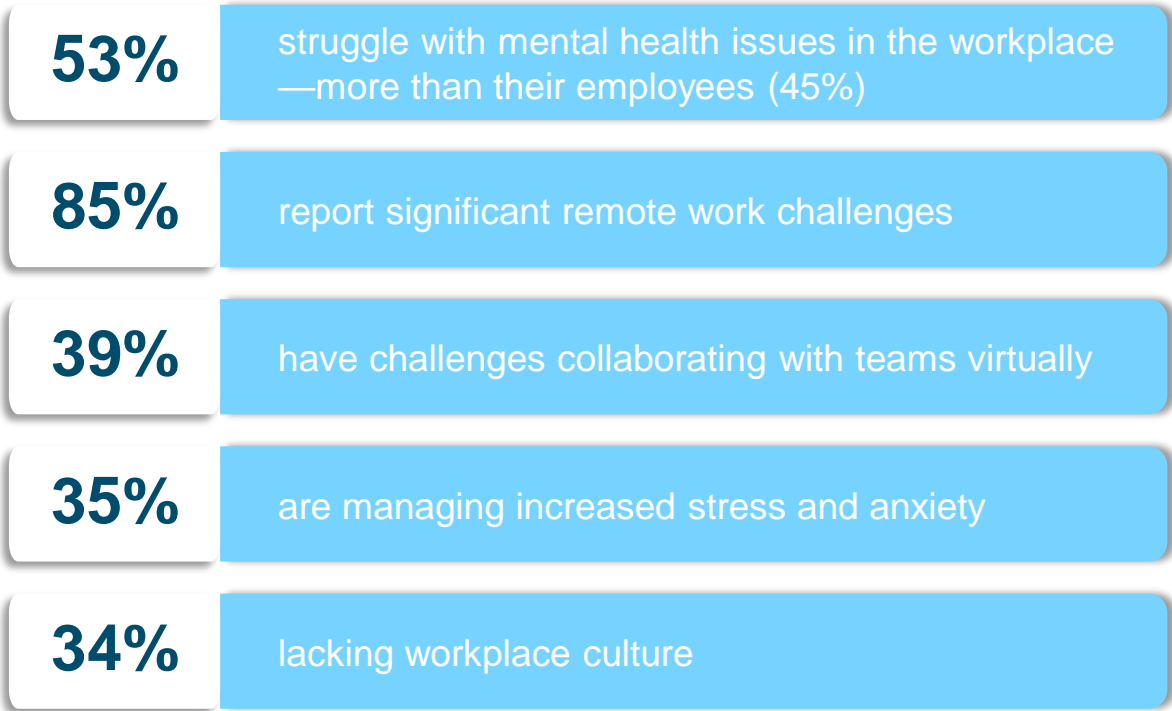 53%
struggle with mental health issues in the workplace
—more than their employees (45%)
85%
report significant remote work challenges
39%
have challenges collaborating with teams virtually
35%
are managing increased stress and anxiety
34%
lacking workplace culture